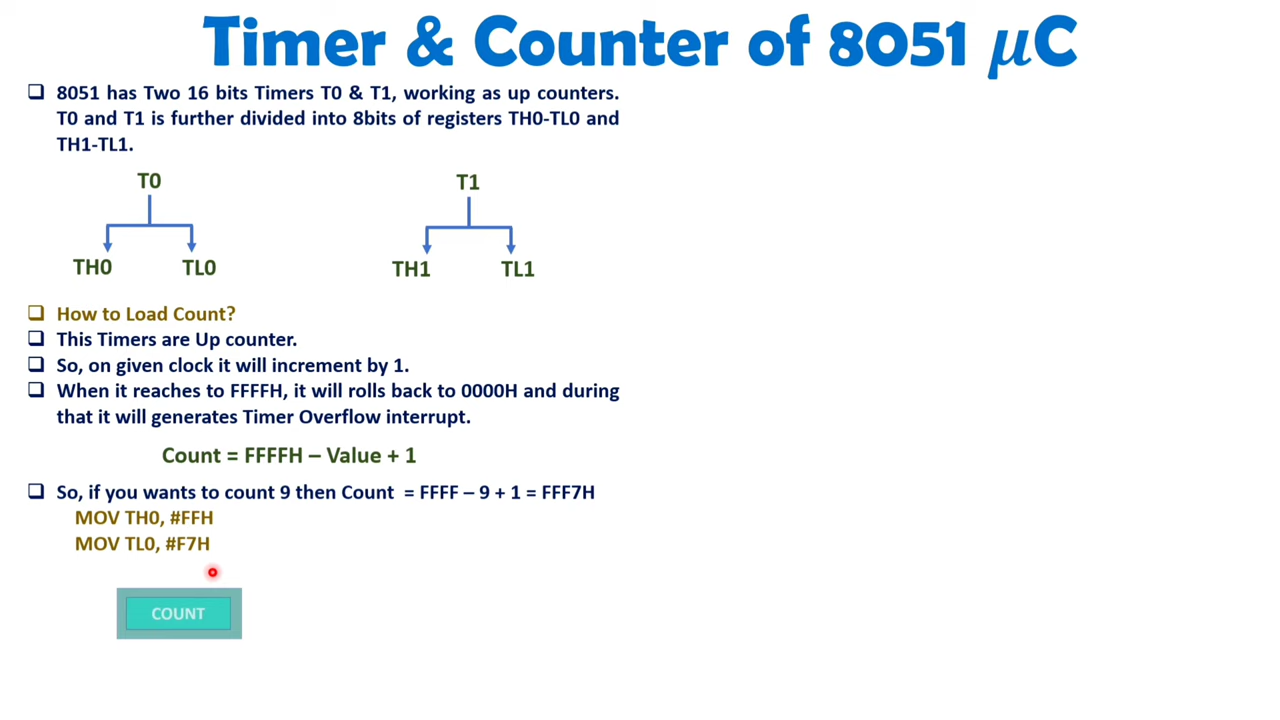 Timer & Counter of 8051 μC
❑ 8051 has Two 16 bits Timers T0 & T1, working as up counters.
T0 and T1 is further divided into 8bits of registers TH0-TL0 and
TH1-TL1.
T0
T1
TH0
TL0
TH1
TL1
❑ How to Load Count?
❑ This Timers are Up counter.
❑ So, on given clock it will increment by 1.
❑ When it reaches to FFFFH, it will rolls back to 0000H and during
that it will generates Timer Overflow interrupt.
Count = FFFFH – Value + 1
❑ So, if you wants to count 9 then Count = FFFF – 9 + 1 = FFF7H
MOV TH0, #FFH
MOV TL0, #F7H
COUNT